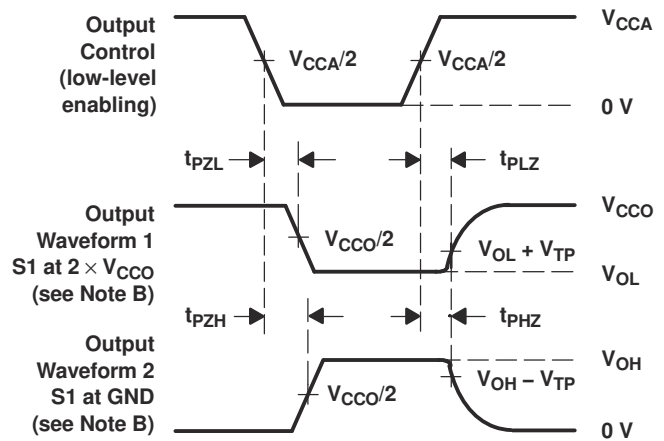 Output
Control
(low-level
enabling)
V_CCA
V_CCA/2
V_CCA/2
0 V
t_PZL
t_PLZ
Output
Waveform 1
S1 at 2 × V_CCO
(see Note B)
V_CCO
V_CCO/2
V_OL + V_TP
V_OL
t_PZH
t_PHZ
Output
Waveform 2
S1 at GND
(see Note B)
V_OH
V_CCO/2
V_OH − V_TP
0 V